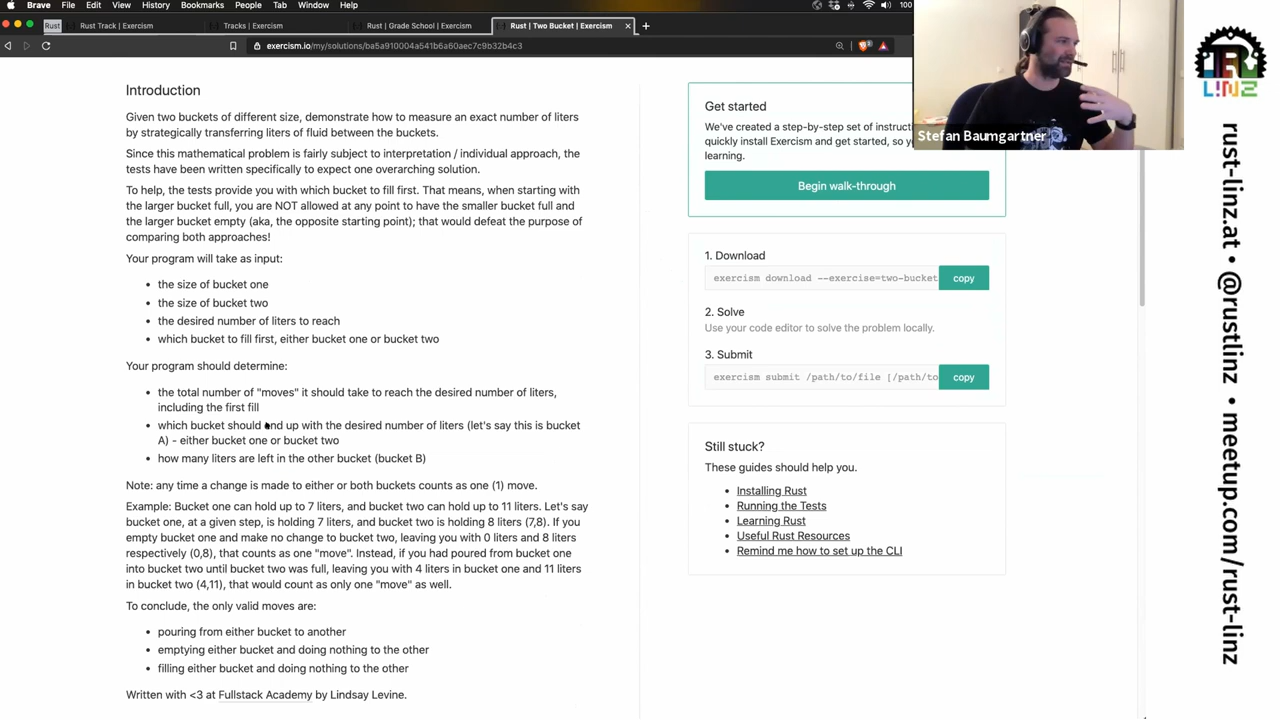 Brave File Edit View History Bookmarks People Tab Window Help 100
Rust Rust Track | Exercism Tracks | Exercism Rust | Grade School | Exercism Rust | Two Bucket | Exercism
exercism.io/my/solutions/ba5a910004a541b6a60aec7c9b32b4c3
Introduction
Given two buckets of different size, demonstrate how to measure an exact number of liters
by strategically transferring liters of fluid between the buckets.
Since this mathematical problem is fairly subject to interpretation / individual approach, the
tests have been written specifically to expect one overarching solution.
To help, the tests provide you with which bucket to fill first. That means, when starting with
the larger bucket full, you are NOT allowed at any point to have the smaller bucket full and
the larger bucket empty (aka, the opposite starting point); that would defeat the purpose of
comparing both approaches!
Your program will take as input:
• the size of bucket one
• the size of bucket two
• the desired number of liters to reach
• which bucket to fill first, either bucket one or bucket two
Your program should determine:
• the total number of "moves" it should take to reach the desired number of liters,
including the first fill
• which bucket should end up with the desired number of liters (let's say this is bucket
A) - either bucket one or bucket two
• how many liters are left in the other bucket (bucket B)
Note: any time a change is made to either or both buckets counts as one (1) move.
Example: Bucket one can hold up to 7 liters, and bucket two can hold up to 11 liters. Let's say
bucket one, at a given step, is holding 7 liters, and bucket two is holding 8 liters (7,8). If you
empty bucket one and make no change to bucket two, leaving you with 0 liters and 8 liters
respectively (0,8), that counts as one "move". Instead, if you had poured from bucket one
into bucket two until bucket two was full, leaving you with 4 liters in bucket one and 11 liters
in bucket two (4,11), that would count as only one "move" as well.
To conclude, the only valid moves are:
• pouring from either bucket to another
• emptying either bucket and doing nothing to the other
• filling either bucket and doing nothing to the other
Written with <3 at Fullstack Academy by Lindsay Levine.
Get started
We've created a step-by-step set of instruct
quickly install Exercism and get started, so y
learning.
Begin walk-through
1. Download
exercism download --exercise=two-bucket copy
2. Solve
Use your code editor to solve the problem locally.
3. Submit
exercism submit /path/to/file [/path/to copy
Still stuck?
These guides should help you.
• Installing Rust
• Running the Tests
• Learning Rust
• Useful Rust Resources
• Remind me how to set up the CLI
Stefan Baumgartner
R
L!NZ
rust-linz.at • @rustlinz • meetup.com/rust-linz